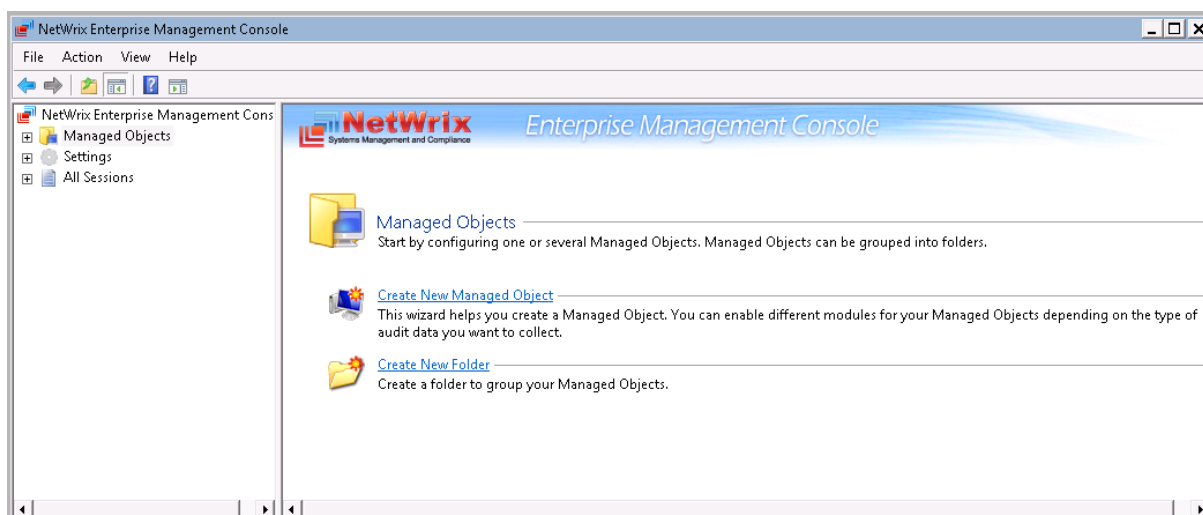 NetWrix Enterprise Management Console
File Action View Help
NetWrix Enterprise Management Cons
Managed Objects
Settings
All Sessions
NetWrix
Systems Management and Compliance
Enterprise Management Console
Managed Objects
Start by configuring one or several Managed Objects. Managed Objects can be grouped into folders.
Create New Managed Object
This wizard helps you create a Managed Object. You can enable different modules for your Managed Objects depending on the type of
audit data you want to collect.
Create New Folder
Create a folder to group your Managed Objects.